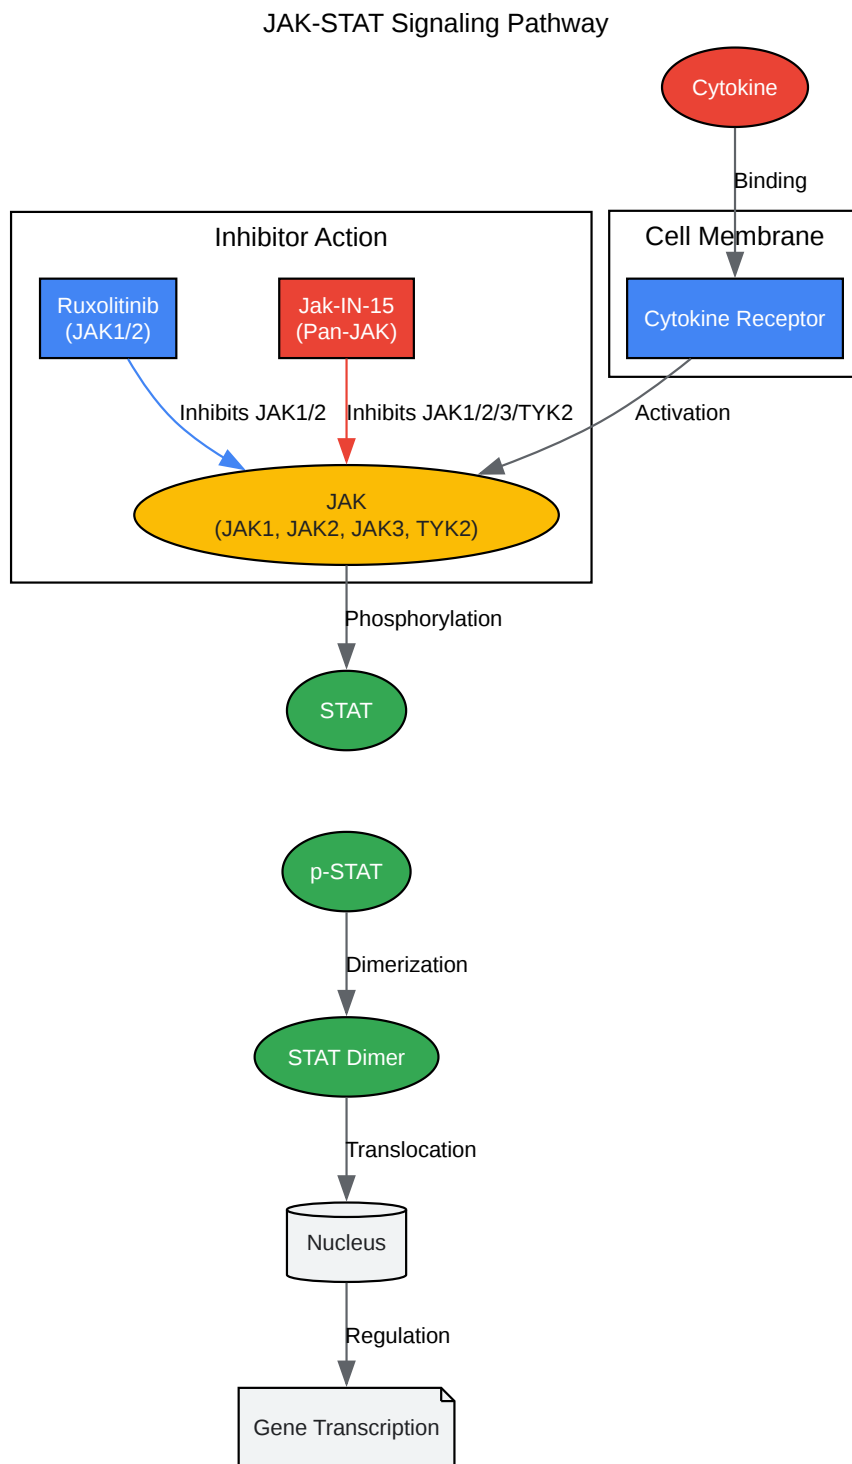 JAK-STAT Signaling Pathway
Cytokine
Binding
Inhibitor Action
Cell Membrane
Ruxolitinib
(JAK1/2)
Jak-IN-15
(Pan-JAK)
Cytokine Receptor
Inhibits JAK1/2
Inhibits JAK1/2/3/TYK2
Activation
JAK
(JAK1, JAK2, JAK3, TYK2)
Phosphorylation
STAT
p-STAT
Dimerization
STAT Dimer
Translocation
Nucleus
Regulation
Gene Transcription